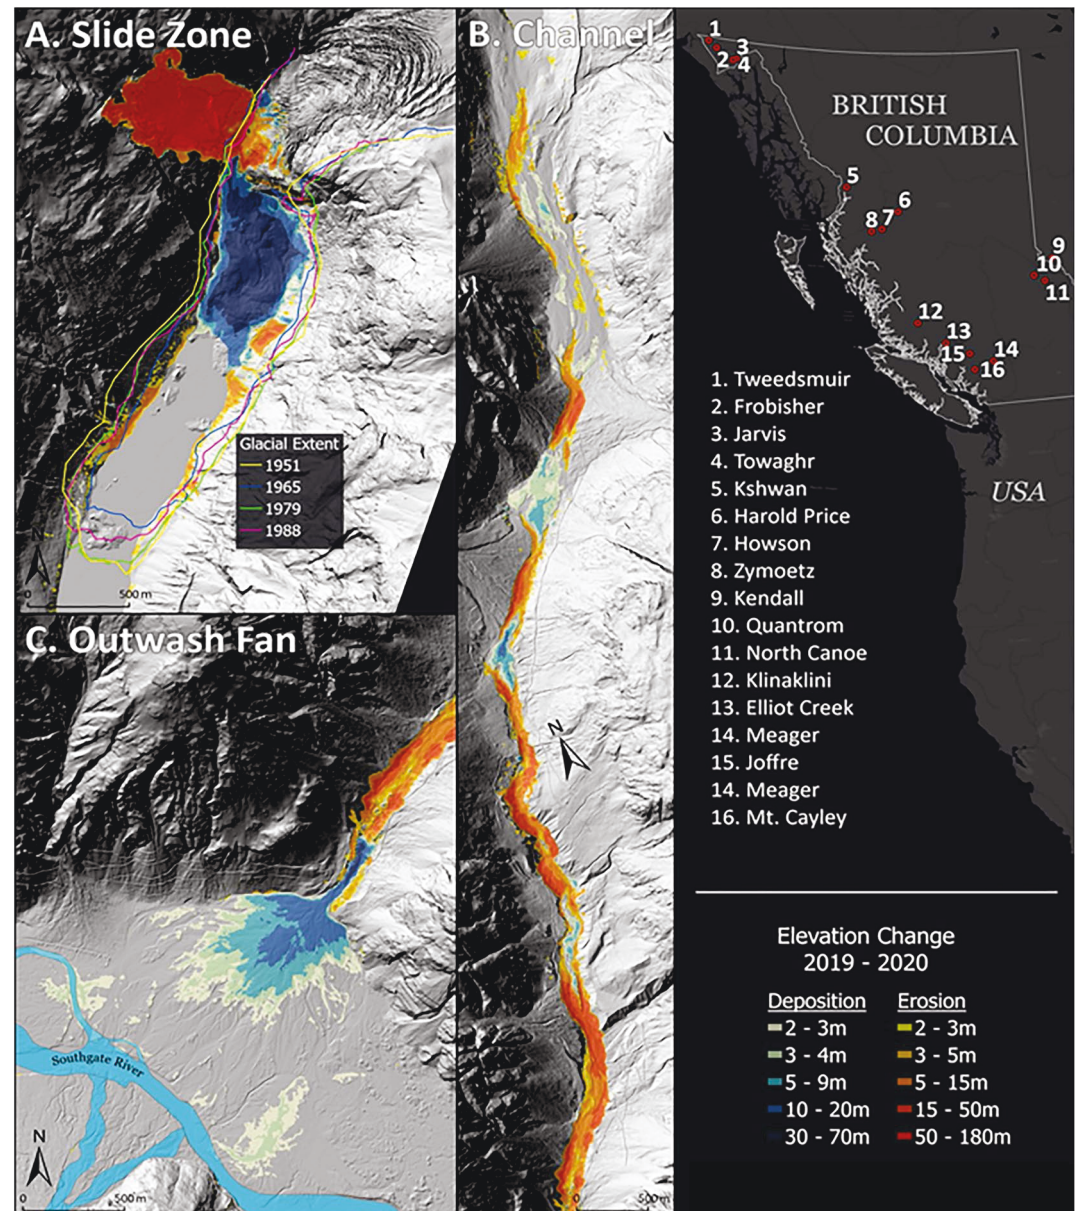 A. Slide Zone
Glacial Extent
1951
1965
1979
1988
N
0
500 m
B. Channel
N
0
500 m
C. Outwash Fan
Southgate River
N
0
500 m
1
2
3
4
BRITISH
COLUMBIA
5
6
7
8
9
10
11
12
13
14
15
16
USA
1. Tweedsmuir
2. Frobisher
3. Jarvis
4. Towaghr
5. Kshwan
6. Harold Price
7. Howson
8. Zymoetz
9. Kendall
10. Quantrom
11. North Canoe
12. Klinaklini
13. Elliot Creek
14. Meager
15. Joffre
14. Meager
16. Mt. Cayley
Elevation Change
2019 - 2020
Deposition Erosion
2 - 3m 2 - 3m
3 - 4m 3 - 5m
5 - 9m 5 - 15m
10 - 20m 15 - 50m
30 - 70m 50 - 180m